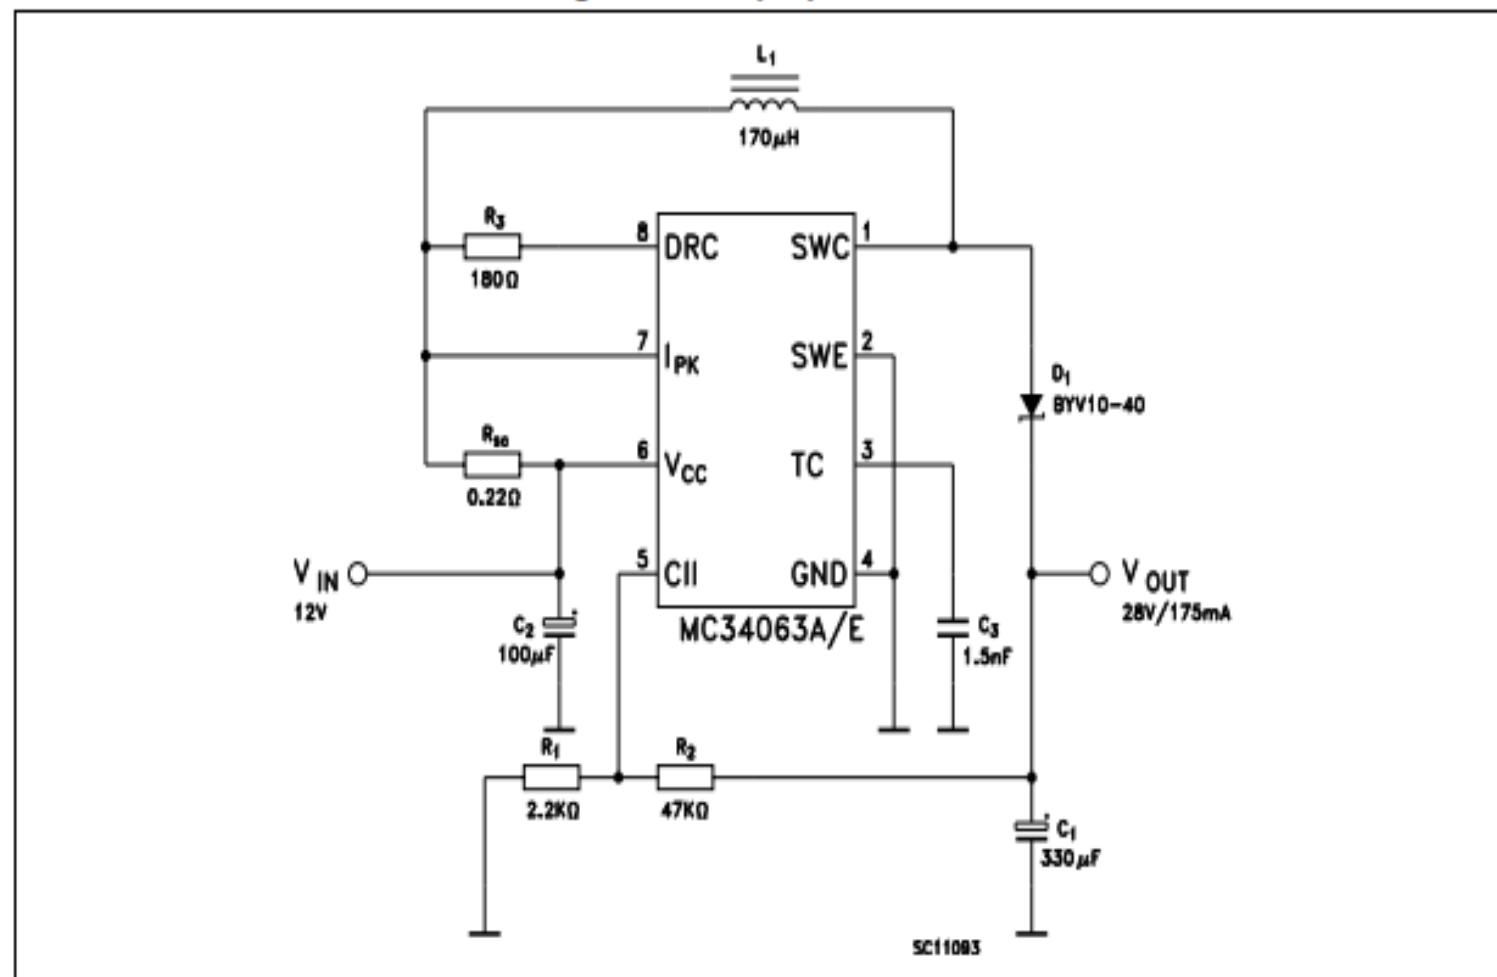 L1
170μH
R3
180Ω
8
DRC
SWC
1
7
IPK
SWE
2
D1
BYV10-40
Rsc
0.22Ω
6
VCC
TC
3
VIN
12V
5
CII
GND
4
VOUT
28V/175mA
C2
100μF
MC34063A/E
C3
1.5nF
R1
2.2KΩ
R2
47KΩ
C1
330μF
SC11093